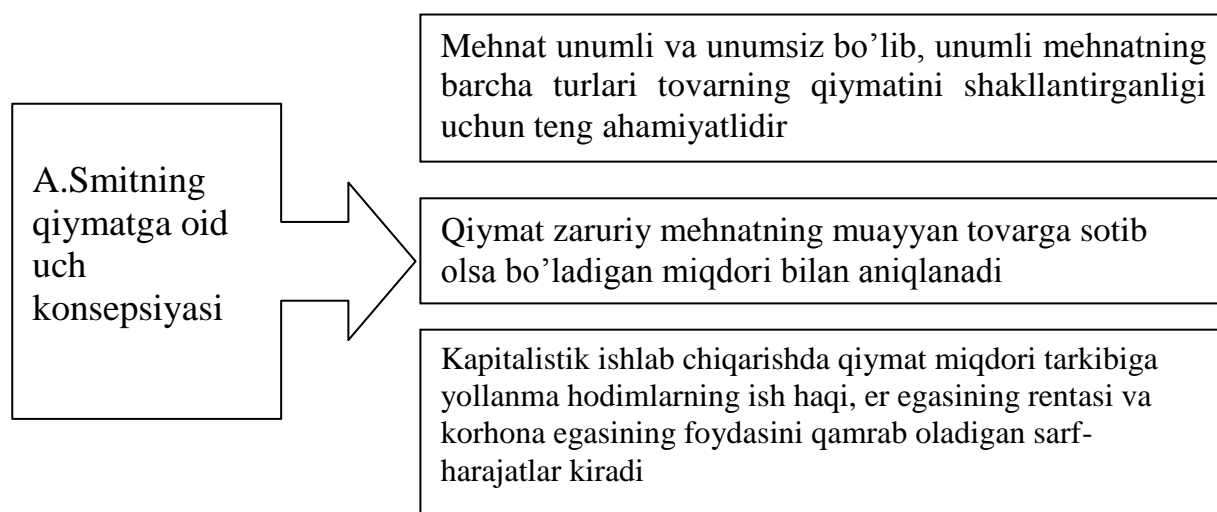 A.Smitning
qiymatga oid
uch
konsepsiyasi
Mehnat unumli va unumsiz bo’lib, unumli mehnatning
barcha turlari tovarning qiymatini shakllantirganligi
uchun teng ahamiyatlidir
Qiymat zaruriy mehnatning muayyan tovarga sotib
olsa bo’ladigan miqdori bilan aniqlanadi
Kapitalistik ishlab chiqarishda qiymat miqdori tarkibiga
yollanma hodimlarning ish haqi, er egasining rentasi va
korhona egasining foydasini qamrab oladigan sarf-
harajatlar kiradi